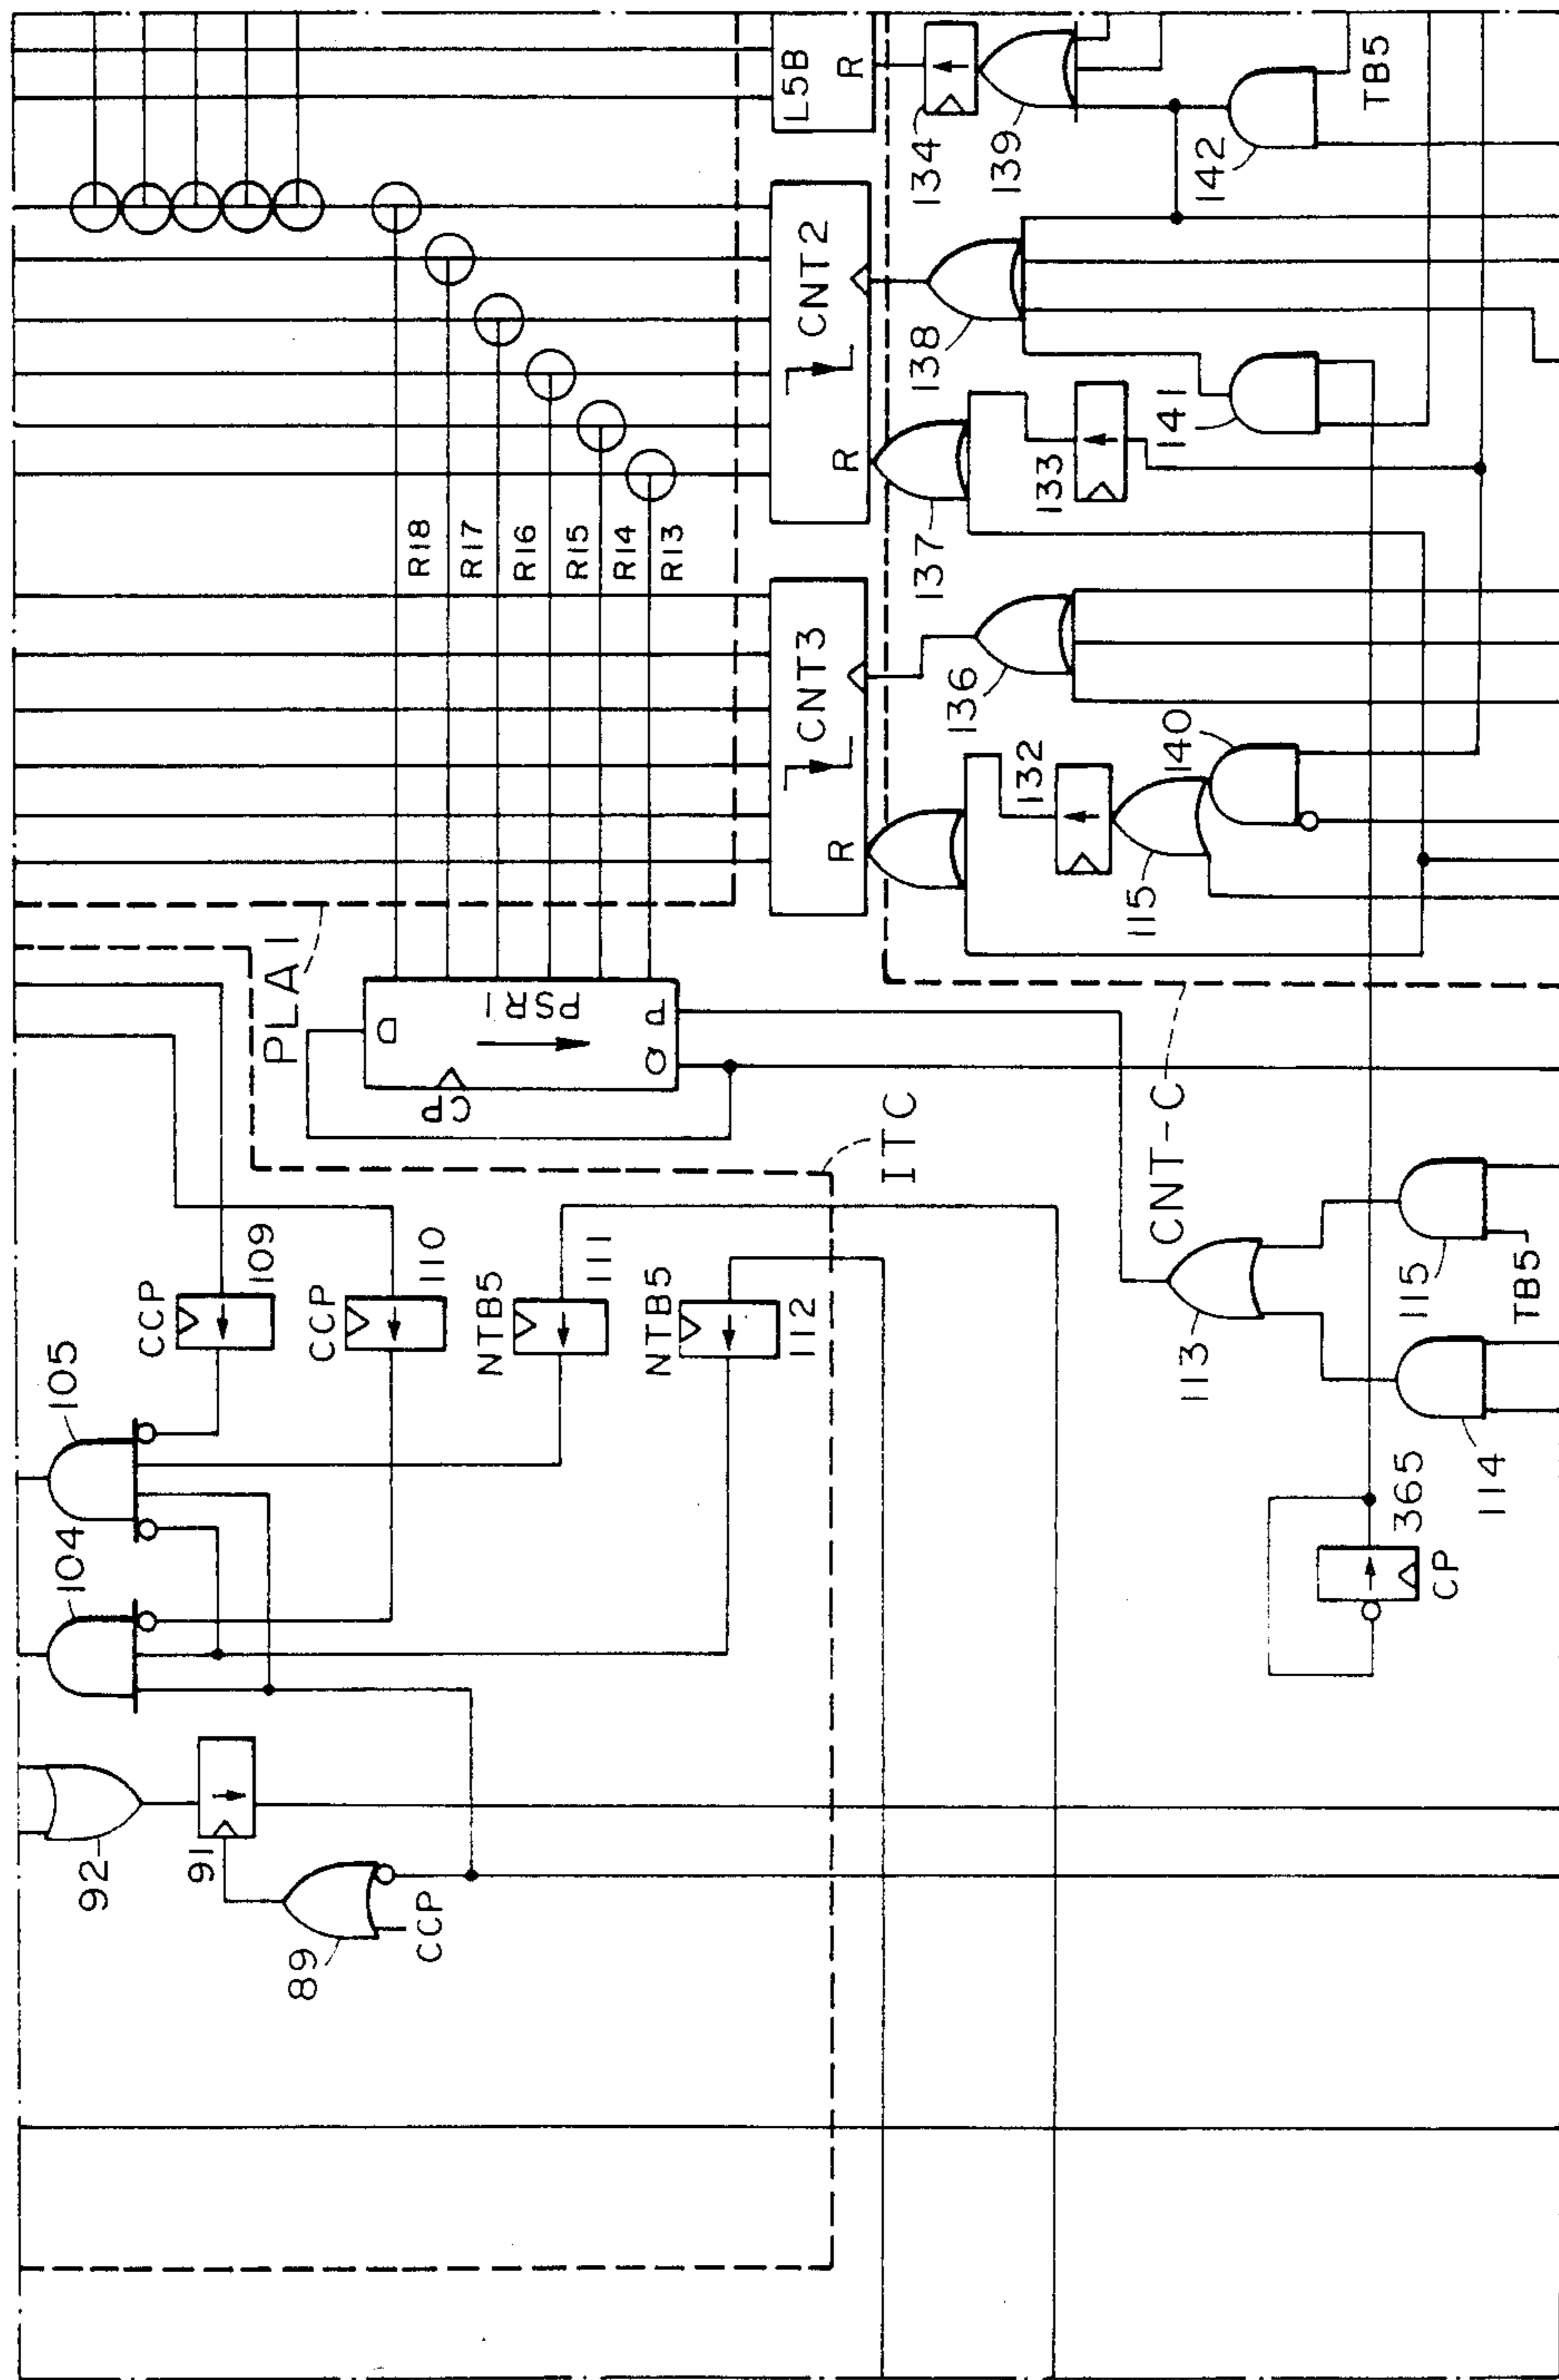 L5B
R
134
139
142
TB5
CNT2
R
138
141
133
137
R18
R17
R16
R15
R14
R13
CNT3
R
136
132
140
115
PLA1
D
PSR1
P
Q
CP
CNT-C
ITC
105
CCP
109
CCP
110
NTB5
111
NTB5
112
104
113
115
TB5
114
365
CP
92
91
89
CCP